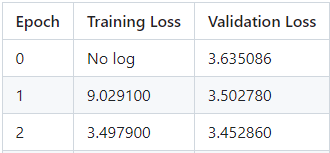 Epoch Training Loss Validation Loss
0 No log 3.635086
1 9.029100 3.502780
2 3.497900 3.452860